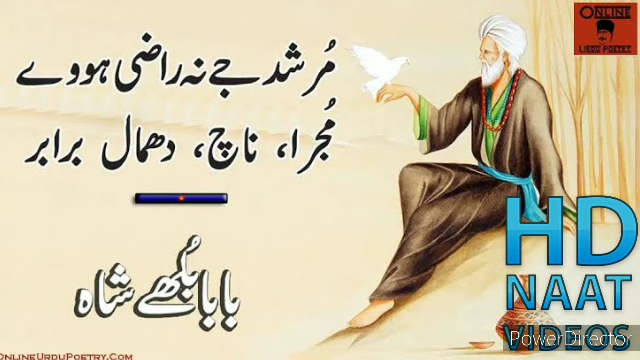 مُرشد جے نہ راضی ہووے
مُجرا، ناچ، دھمال برابر
بابا بُلھے شاہ
ONLINE
URDU POETRY
HD
NAAT
VIDEOS
PowerDirector
ONLINEURDUPOETRY.COM